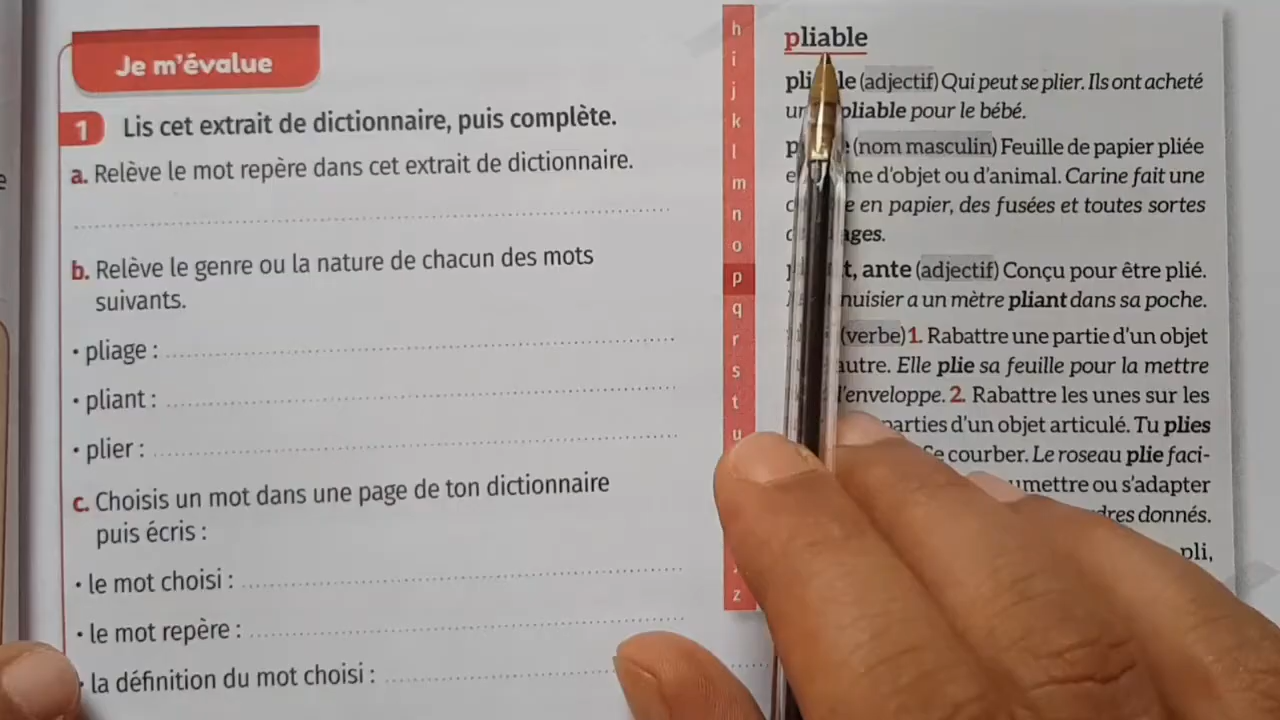 Je m'évalue
1 Lis cet extrait de dictionnaire, puis complète.
a. Relève le mot repère dans cet extrait de dictionnaire.
b. Relève le genre ou la nature de chacun des mots
suivants.
• pliage :
• pliant :
• plier :
c. Choisis un mot dans une page de ton dictionnaire
puis écris :
• le mot choisi :
• le mot repère :
• la définition du mot choisi :
h
i
j
k
l
m
n
o
p
q
r
s
t
u
z
pliable
(adjectif) Qui peut se plier. Ils ont acheté
pliable pour le bébé.
(nom masculin) Feuille de papier pliée
d'objet ou d'animal. Carine fait une
en papier, des fusées et toutes sortes
ante (adjectif) Conçu pour être plié.
a un mètre pliant dans sa poche.
(verbe) 1. Rabattre une partie d'un objet
Elle plie sa feuille pour la mettre
l'enveloppe. 2. Rabattre les unes sur les
parties d'un objet articulé. Tu plies
Se courber. Le roseau plie faci-
ou s'adapter
donnés.
pli,